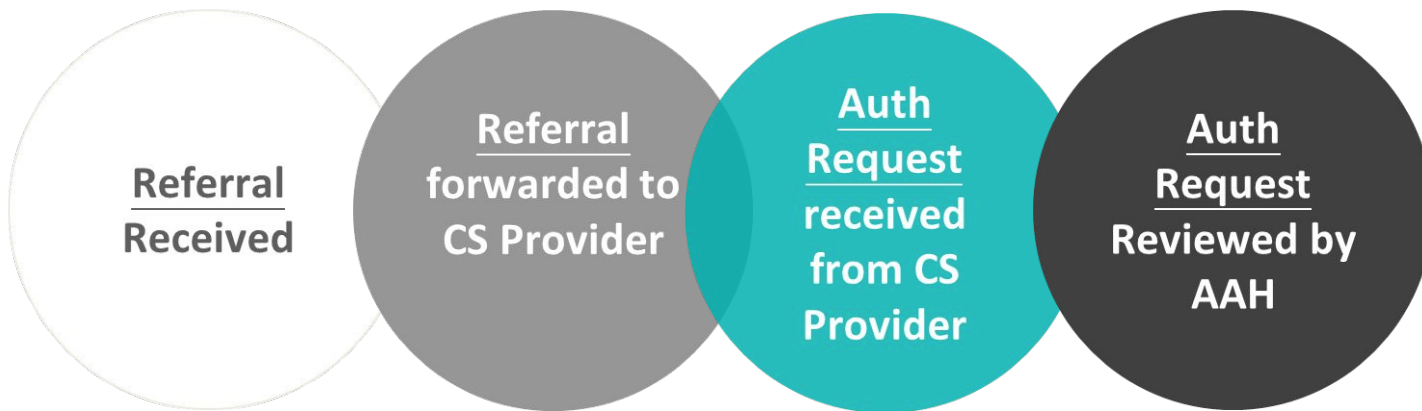 Referral
Received
Referral
forwarded to
CS Provider
Auth
Request
received
from CS
Provider
Auth
Request
Reviewed by
AAH